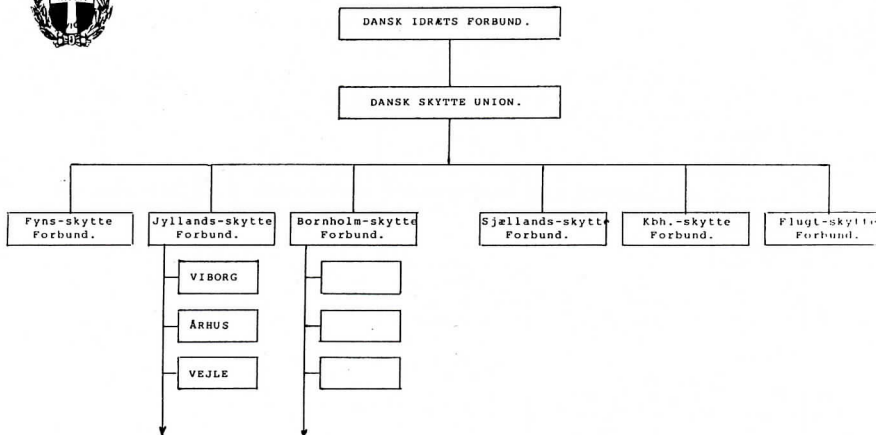 DANSK IDRÆTS FORBUND.
DANSK SKYTTE UNION.
Fyns-skytte
Forbund.
Jyllands-skytte
Forbund.
Bornholm-skytte
Forbund.
Sjællands-skytte
Forbund.
Kbh.-skytte
Forbund.
Flugt-skytte
Forbund.
VIBORG
ÅRHUS
VEJLE